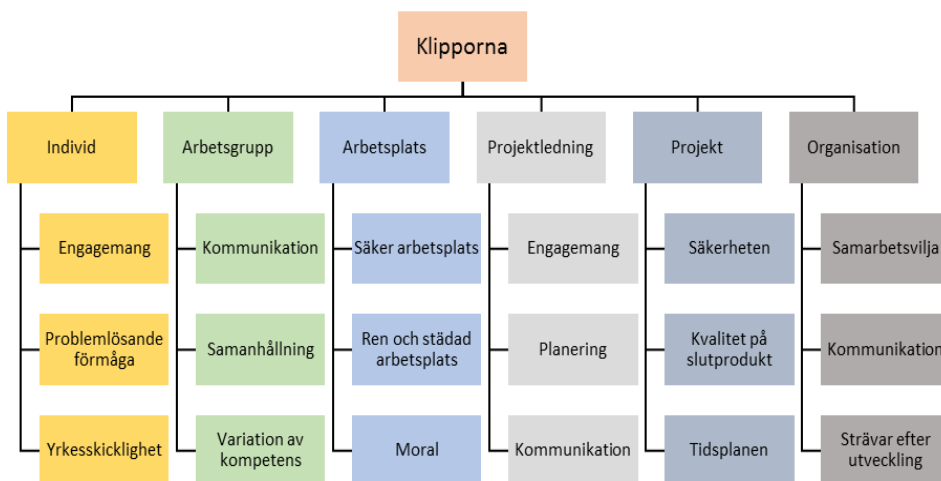 Klipporna
Individ
Arbetsgrupp
Arbetsplats
Projektledning
Projekt
Organisation
Engagemang
Kommunikation
Säker arbetsplats
Engagemang
Säkerheten
Samarbetsvilja
Problemlösande
förmåga
Samanhållning
Ren och städad
arbetsplats
Planering
Kvalitet på
slutprodukt
Kommunikation
Yrkesskicklighet
Variation av
kompetens
Moral
Kommunikation
Tidsplanen
Strävar efter
utveckling